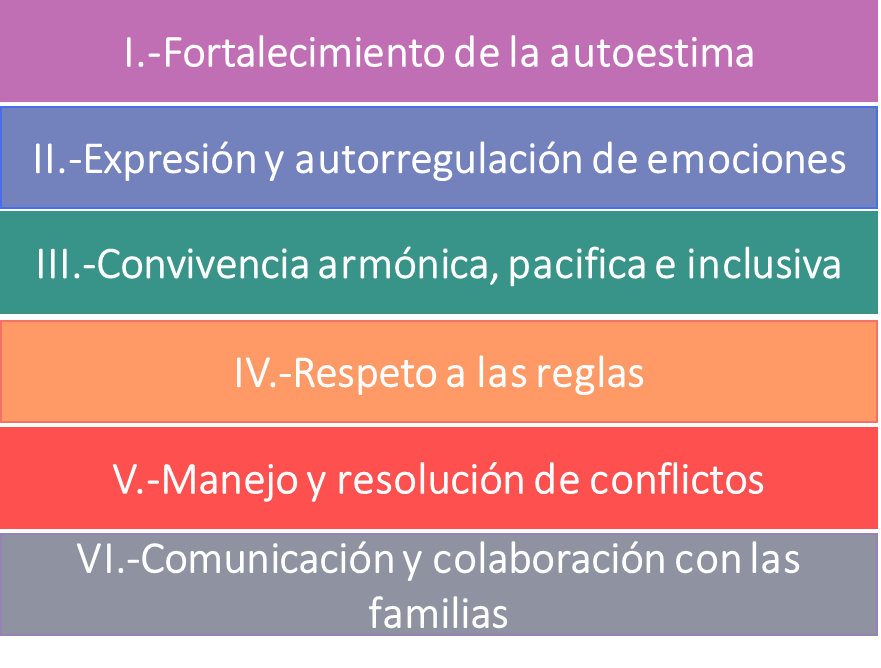 I.-Fortalecimiento de la autoestima
II.-Expresión y autorregulación de emociones
III.-Convivencia armónica, pacifica e inclusiva
IV.-Respeto a las reglas
V.-Manejo y resolución de conflictos
VI.-Comunicación y colaboración con las
familias